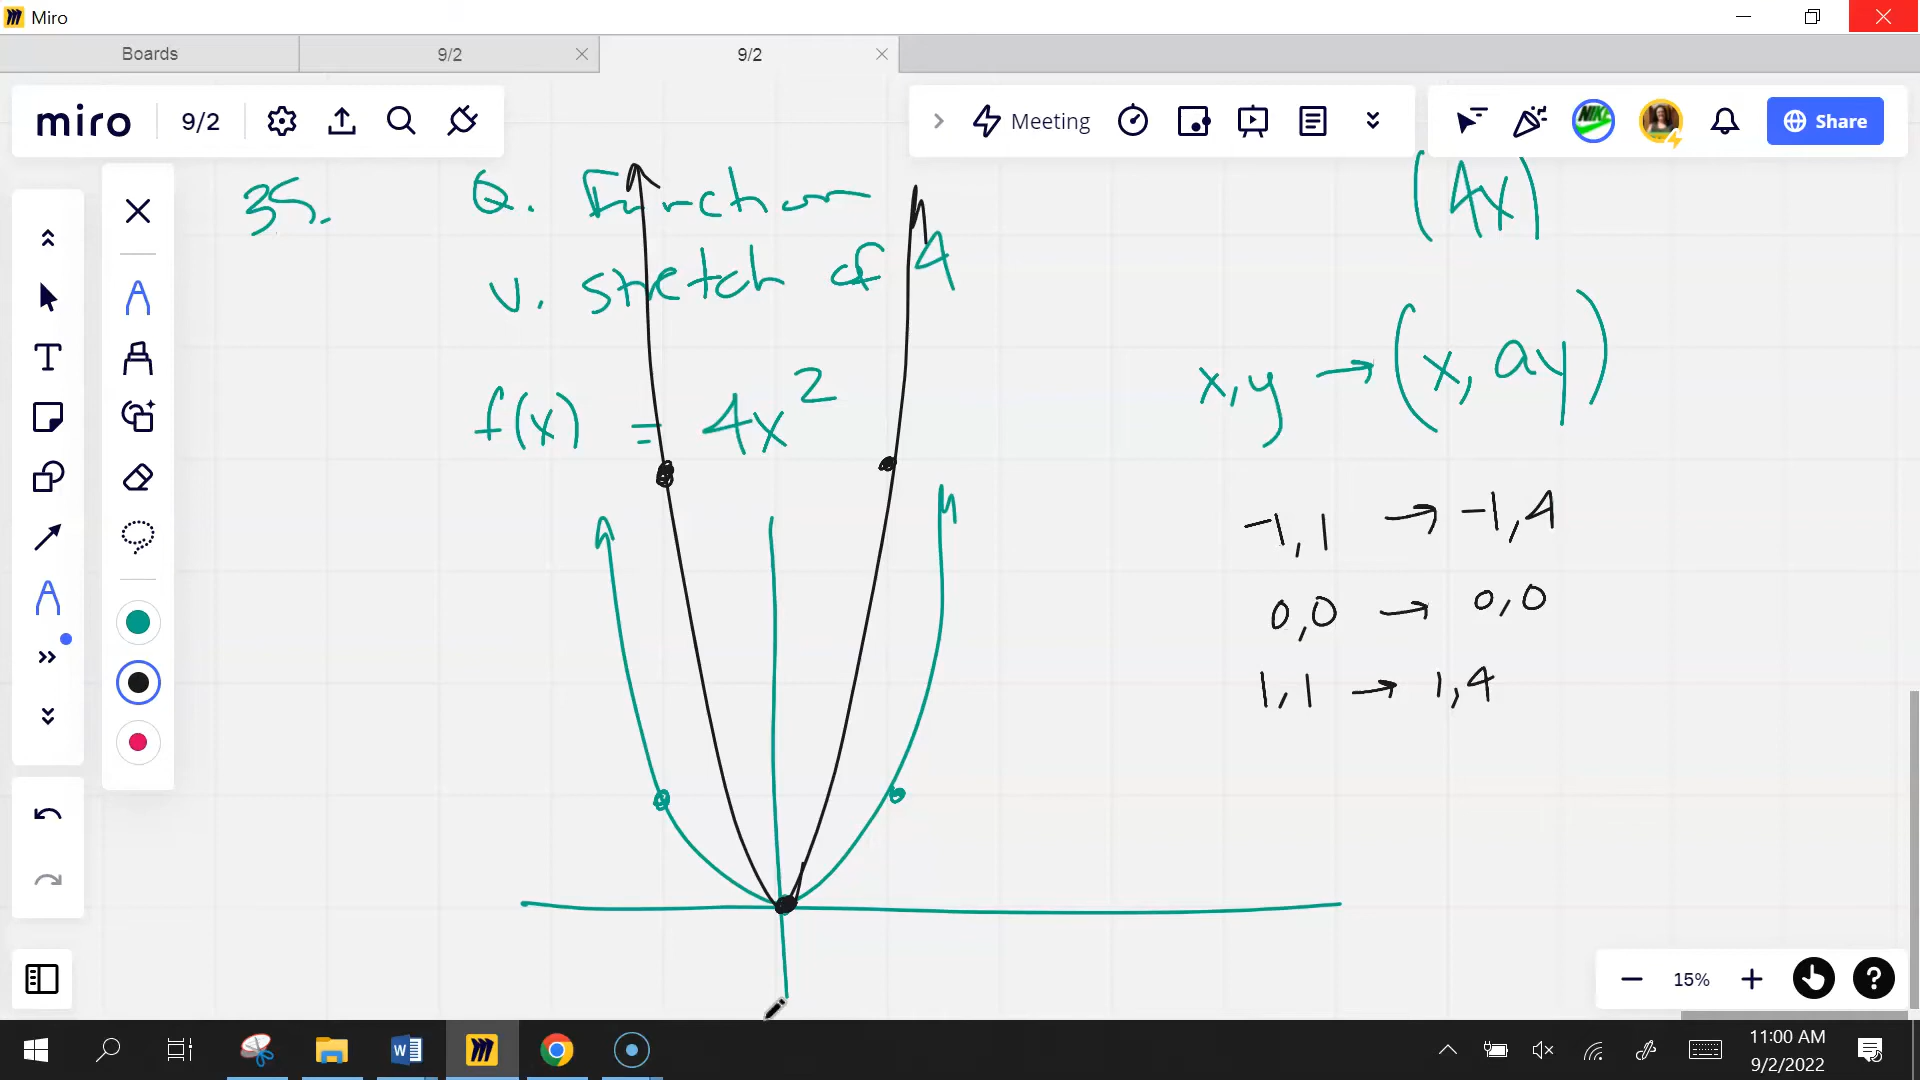 Miro
Boards
9/2
9/2
miro
9/2
Meeting
Share
35.
Q. Function
v. stretch of 4
f(x) = 4x²
(4x)
x,y → (x, ay)
-1,1 → -1,4
0,0 → 0,0
1,1 → 1,4
15%
11:00 AM
9/2/2022